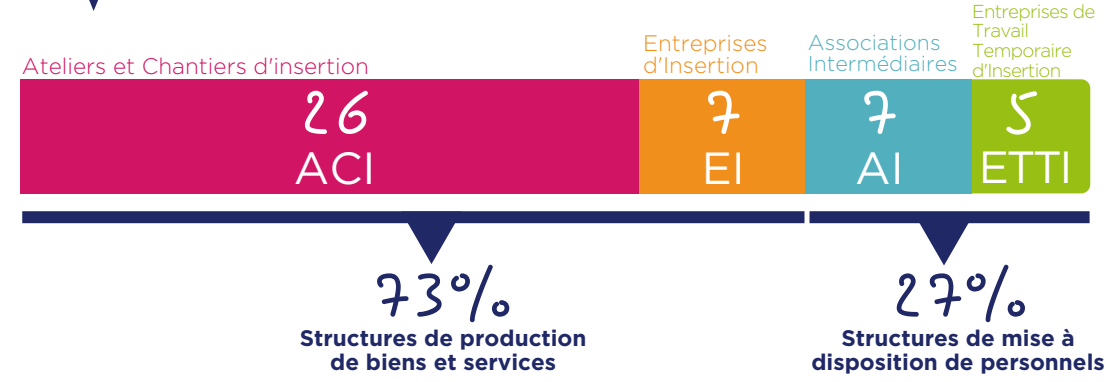 Ateliers et Chantiers d'insertion
Entreprises
d'Insertion
Associations
Intermédiaires
Entreprises de
Travail
Temporaire
d'Insertion
26
ACI
7
EI
7
AI
5
ETTI
73%
Structures de production
de biens et services
27%
Structures de mise à
disposition de personnels